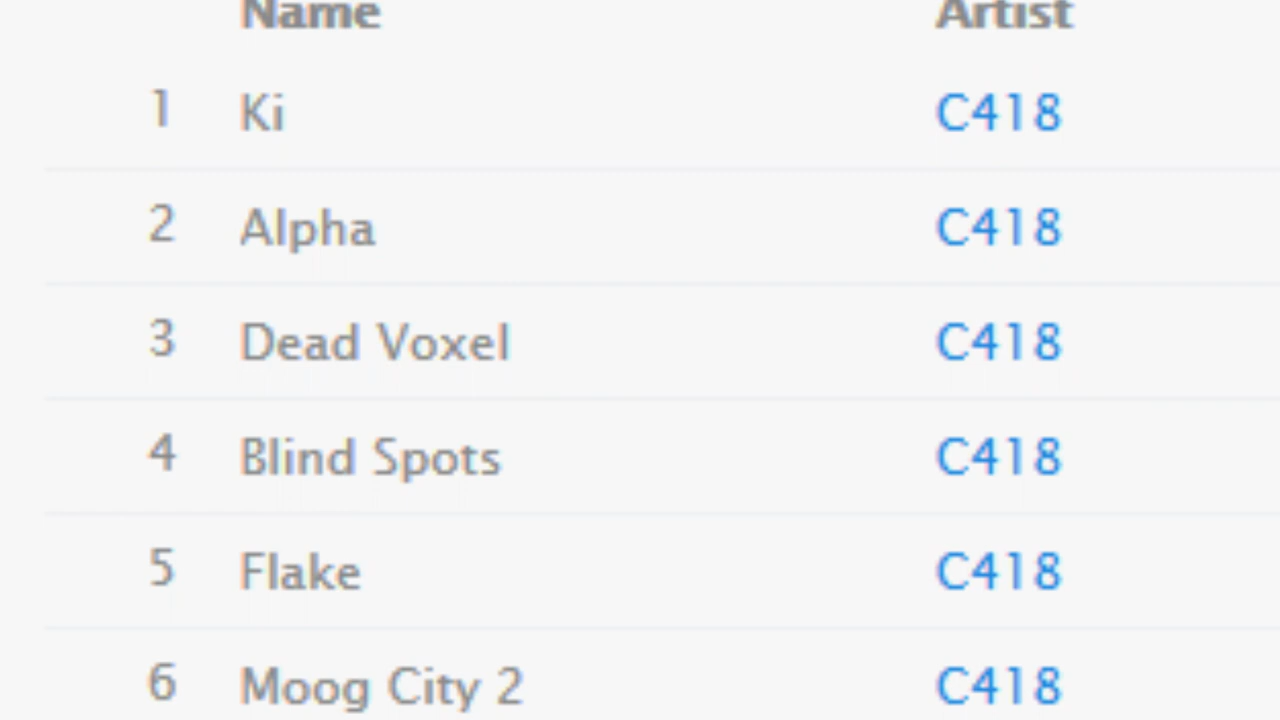 Name Artist
1 Ki C418
2 Alpha C418
3 Dead Voxel C418
4 Blind Spots C418
5 Flake C418
6 Moog City 2 C418